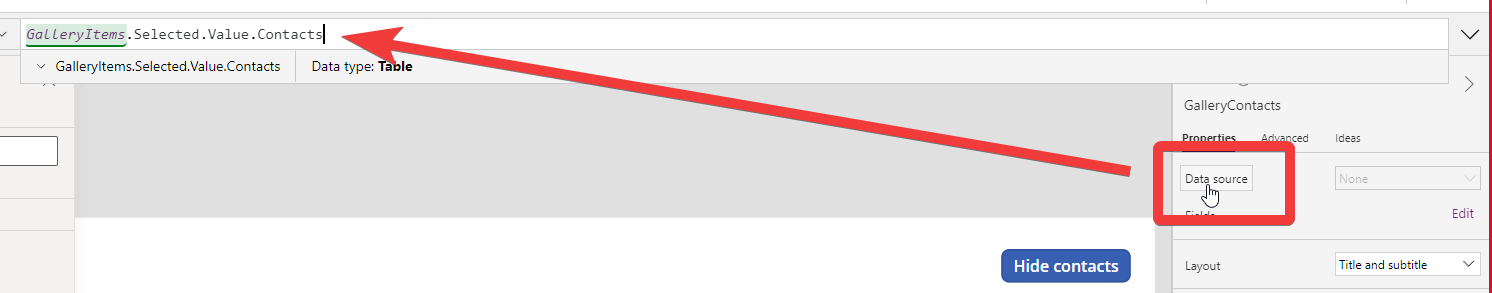 GalleryItems.Selected.Value.Contacts
GalleryItems.Selected.Value.Contacts Data type: Table
GalleryContacts
Properties Advanced Ideas
Data source None
Fields Edit
Hide contacts
Layout Title and subtitle